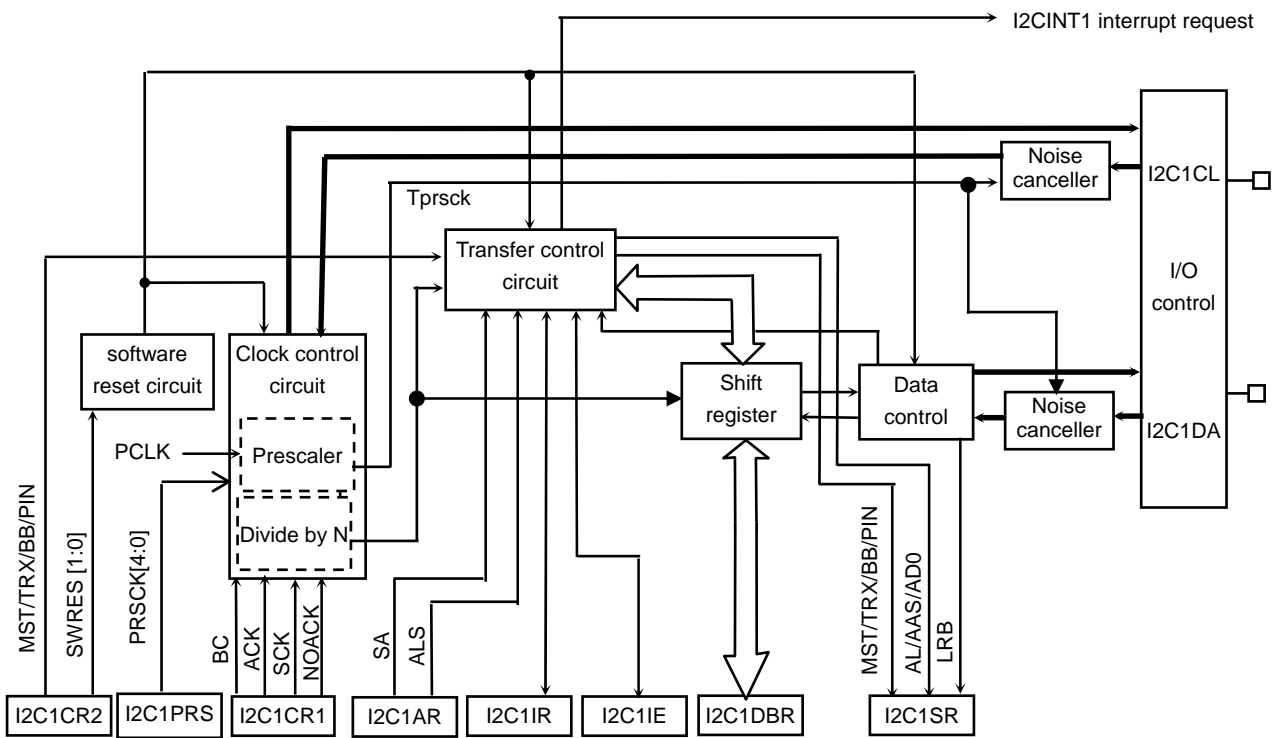 I2CINT1 interrupt request
Noise
canceller
I2C1CL
Tprsck
Transfer control
circuit
I/O
control
software
reset circuit
Clock control
circuit
Shift
register
Data
control
Noise
canceller
I2C1DA
PCLK
Prescaler
Divide by N
MST/TRX/BB/PIN
SWRES [1:0]
PRSCK[4:0]
BC
ACK
SCK
NOACK
SA
ALS
MST/TRX/BB/PIN
AL/AAS/AD0
LRB
I2C1CR2
I2C1PRS
I2C1CR1
I2C1AR
I2C1IR
I2C1IE
I2C1DBR
I2C1SR